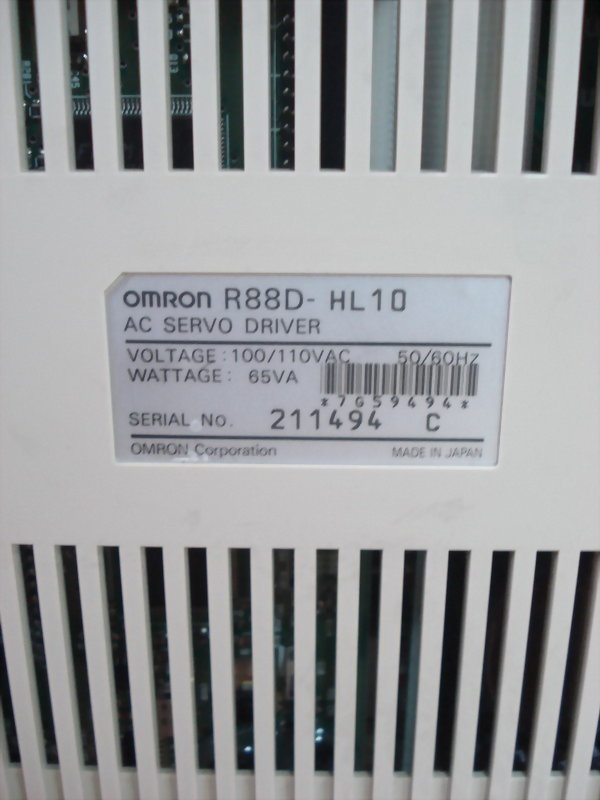 OMRON R88D- HL10
AC SERVO DRIVER
VOLTAGE : 100/110VAC 50/60Hz
WATTAGE : 65VA
*7G59494*
SERIAL No. 211494 C
OMRON Corporation MADE IN JAPAN